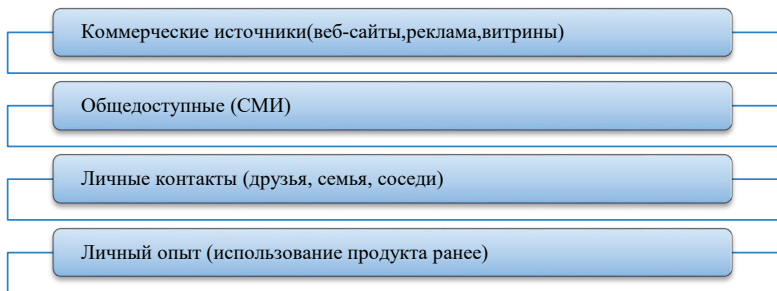 Коммерческие источники(веб-сайты,реклама,витрины)
Общедоступные (СМИ)
Личные контакты (друзья, семья, соседи)
Личный опыт (использование продукта ранее)